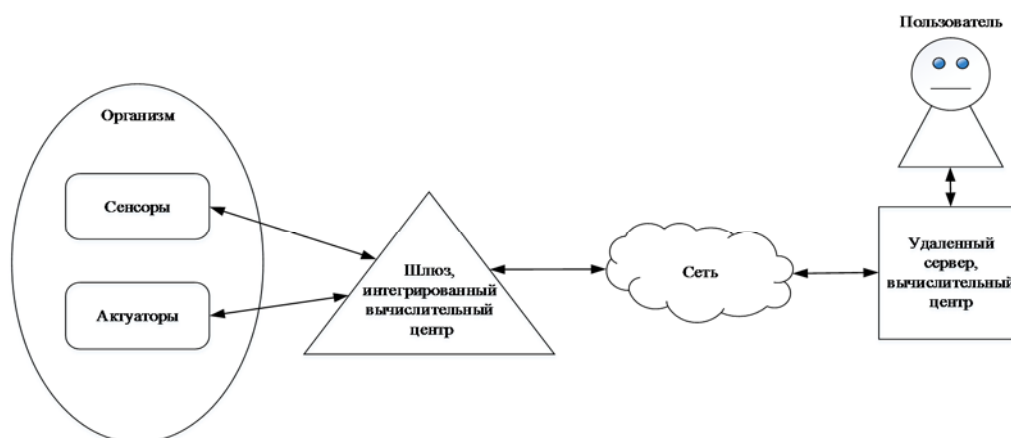 Пользователь
Организм
Сенсоры
Актуаторы
Шлюз,
интегрированный
вычислительный
центр
Сеть
Удаленный
сервер,
вычислительный
центр